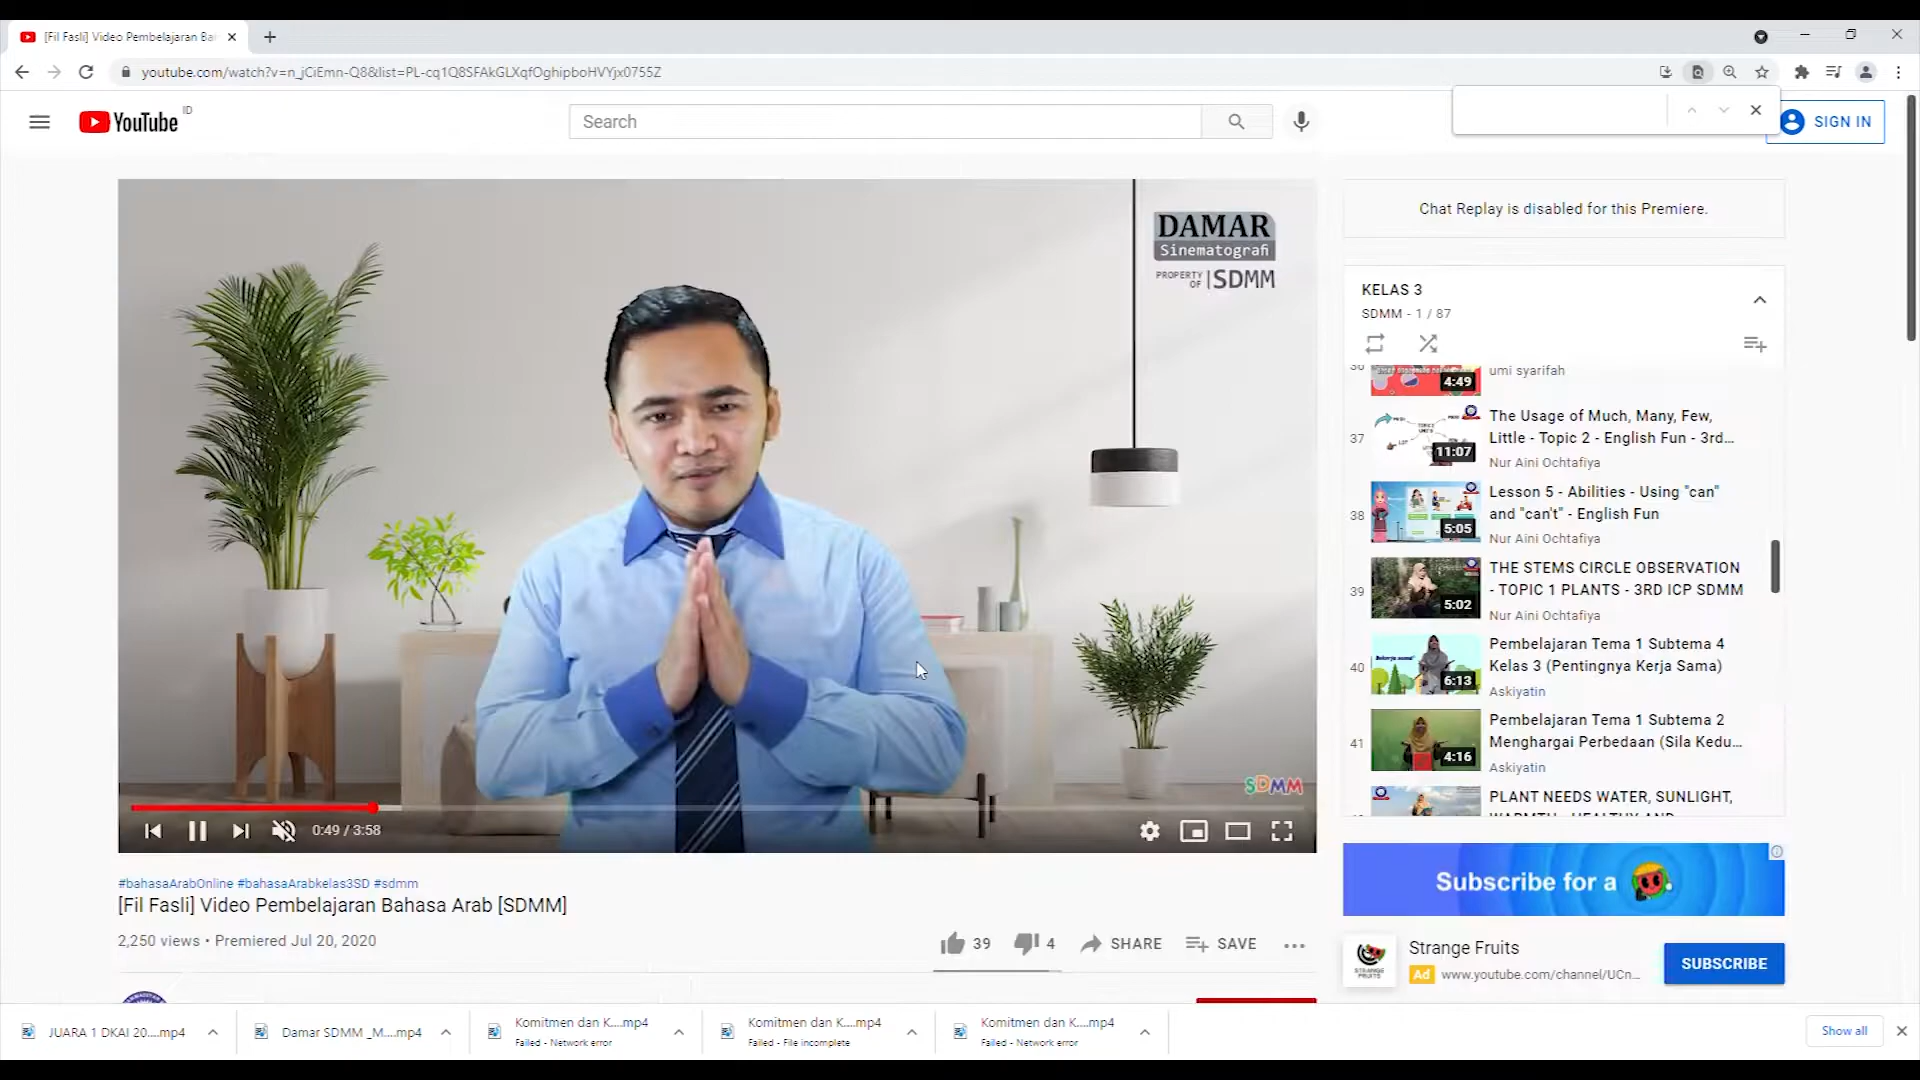 [Fil Fasli] Video Pembelajaran Ba
youtube.com/watch?v=n_jCiEmn-Q8&list=PL-cq1Q8SFAkGLXqfOghipboHVYjx0755Z
YouTube ID
Search
SIGN IN
DAMAR
Sinematografi
PROPERTY OF | SDMM
SDMM
0:49 / 3:58
#bahasaArabOnline #bahasaArabkelas3SD #sdmm
[Fil Fasli] Video Pembelajaran Bahasa Arab [SDMM]
2,250 views • Premiered Jul 20, 2020
39
4
SHARE
SAVE
Chat Replay is disabled for this Premiere.
KELAS 3
SDMM - 1 / 87
4:49
umi syarifah
37
11:07
The Usage of Much, Many, Few,
Little - Topic 2 - English Fun - 3rd...
Nur Aini Ochtafiya
38
5:05
Lesson 5 - Abilities - Using "can"
and "can't" - English Fun
Nur Aini Ochtafiya
39
5:02
THE STEMS CIRCLE OBSERVATION
- TOPIC 1 PLANTS - 3RD ICP SDMM
Nur Aini Ochtafiya
40
6:13
Pembelajaran Tema 1 Subtema 4
Kelas 3 (Pentingnya Kerja Sama)
Askiyatin
41
4:16
Pembelajaran Tema 1 Subtema 2
Menghargai Perbedaan (Sila Kedu...
Askiyatin
PLANT NEEDS WATER, SUNLIGHT,
Subscribe for a
STRANGE FRUITS
Strange Fruits
Ad www.youtube.com/channel/UCn...
SUBSCRIBE
JUARA 1 DKAI 20....mp4
Damar SDMM _M....mp4
Komitmen dan K....mp4
Failed - Network error
Komitmen dan K....mp4
Failed - File incomplete
Komitmen dan K....mp4
Failed - Network error
Show all